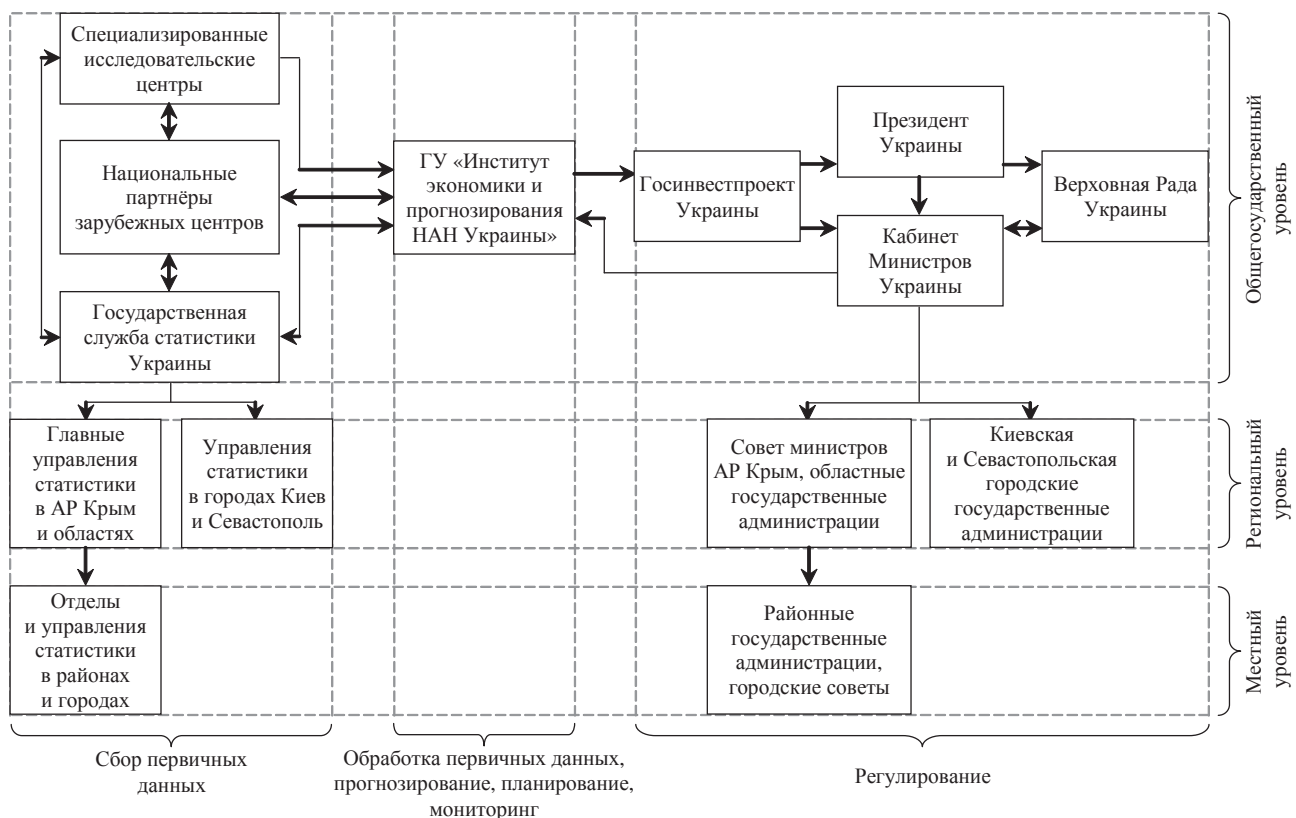 Специализированные
исследовательские
центры
Национальные
партнёры
зарубежных центров
Государственная
служба статистики
Украины
ГУ «Институт
экономики и
прогнозирования
НАН Украины»
Госинвестпроект
Украины
Президент
Украины
Кабинет
Министров
Украины
Верховная Рада
Украины
Общегосударственный
уровень
Главные
управления
статистики
в АР Крым
и областях
Управления
статистики
в городах Киев
и Севастополь
Совет министров
АР Крым, областные
государственные
администрации
Киевская
и Севастопольская
городские
государственные
администрации
Региональный
уровень
Отделы
и управления
статистики
в районах
и городах
Районные
государственные
администрации,
городские советы
Местный
уровень
Сбор первичных
данных
Обработка первичных данных,
прогнозирование, планирование,
мониторинг
Регулирование